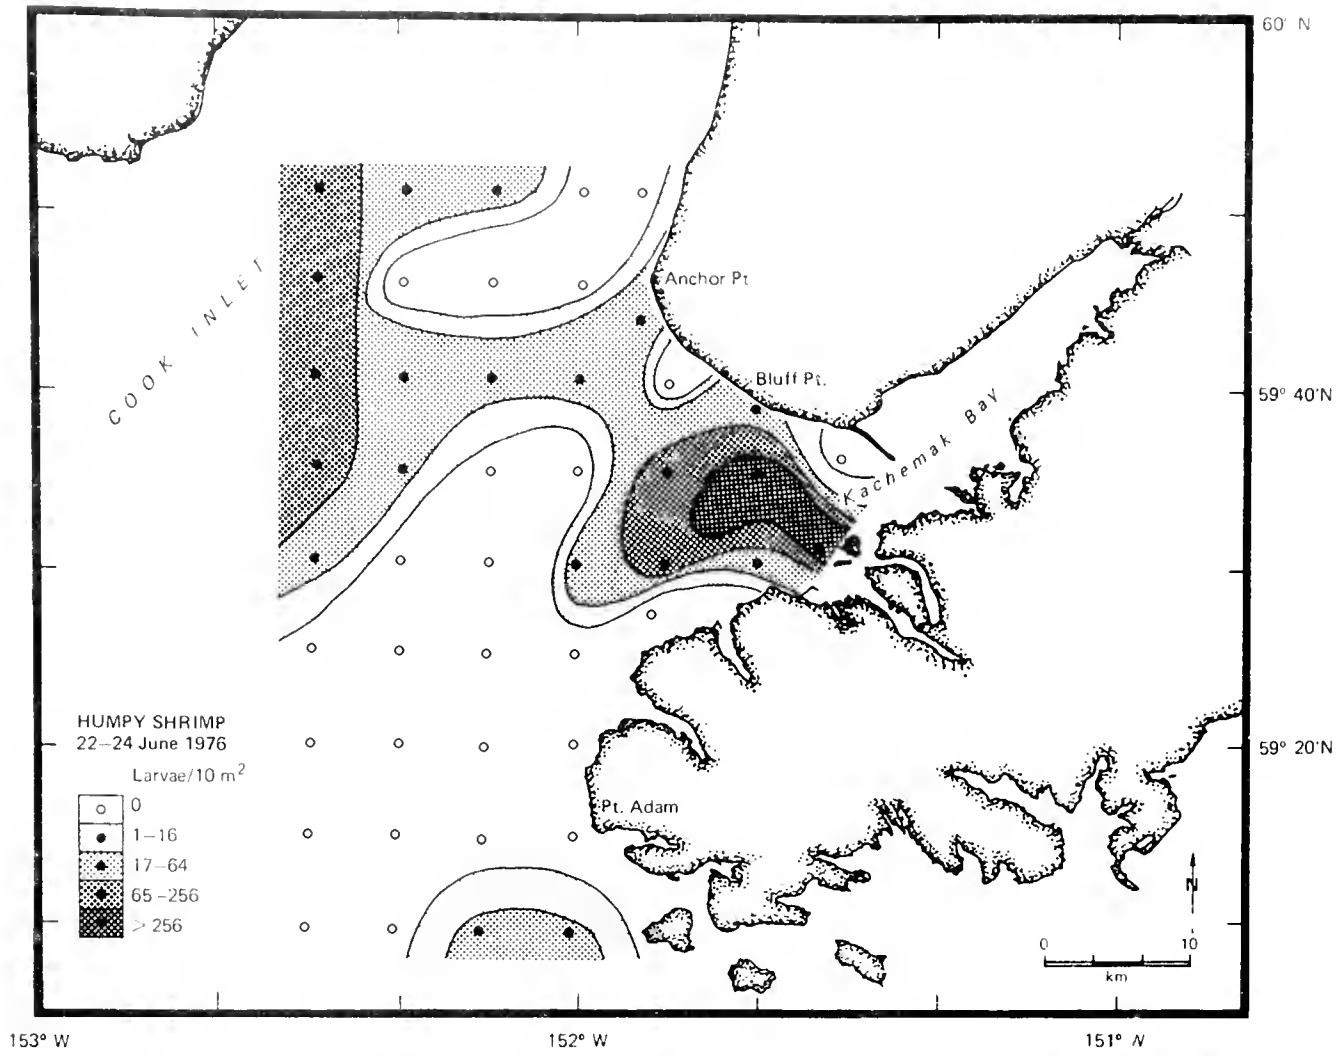 60' N
Anchor Pt
COOK INLET
Bluff Pt.
59° 40'N
Kachemak Bay
HUMPY SHRIMP
22–24 June 1976
Larvae/10 m²
0
1–16
17–64
65–256
> 256
59° 20'N
Pt. Adam
N
0 10
km
153° W
152° W
151° N